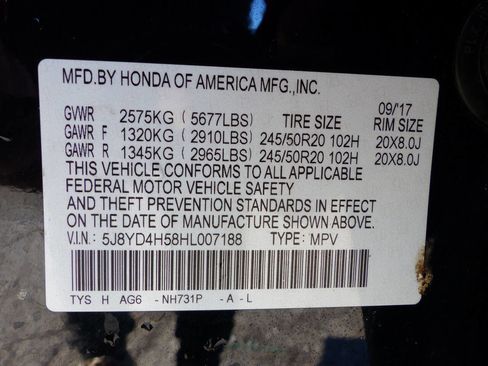 MFD.BY HONDA OF AMERICA MFG.,INC.
09/'17
GVWR 2575KG (5677LBS) TIRE SIZE RIM SIZE
GAWR F 1320KG (2910LBS) 245/50R20 102H 20X8.0J
GAWR R 1345KG (2965LBS) 245/50R20 102H 20X8.0J
THIS VEHICLE CONFORMS TO ALL APPLICABLE
FEDERAL MOTOR VEHICLE SAFETY
AND THEFT PREVENTION STANDARDS IN EFFECT
ON THE DATE OF MANUFACTURE SHOWN ABOVE.
V.I.N.: 5J8YD4H58HL007188 TYPE: MPV
TYS H AG6 - NH731P - A - L